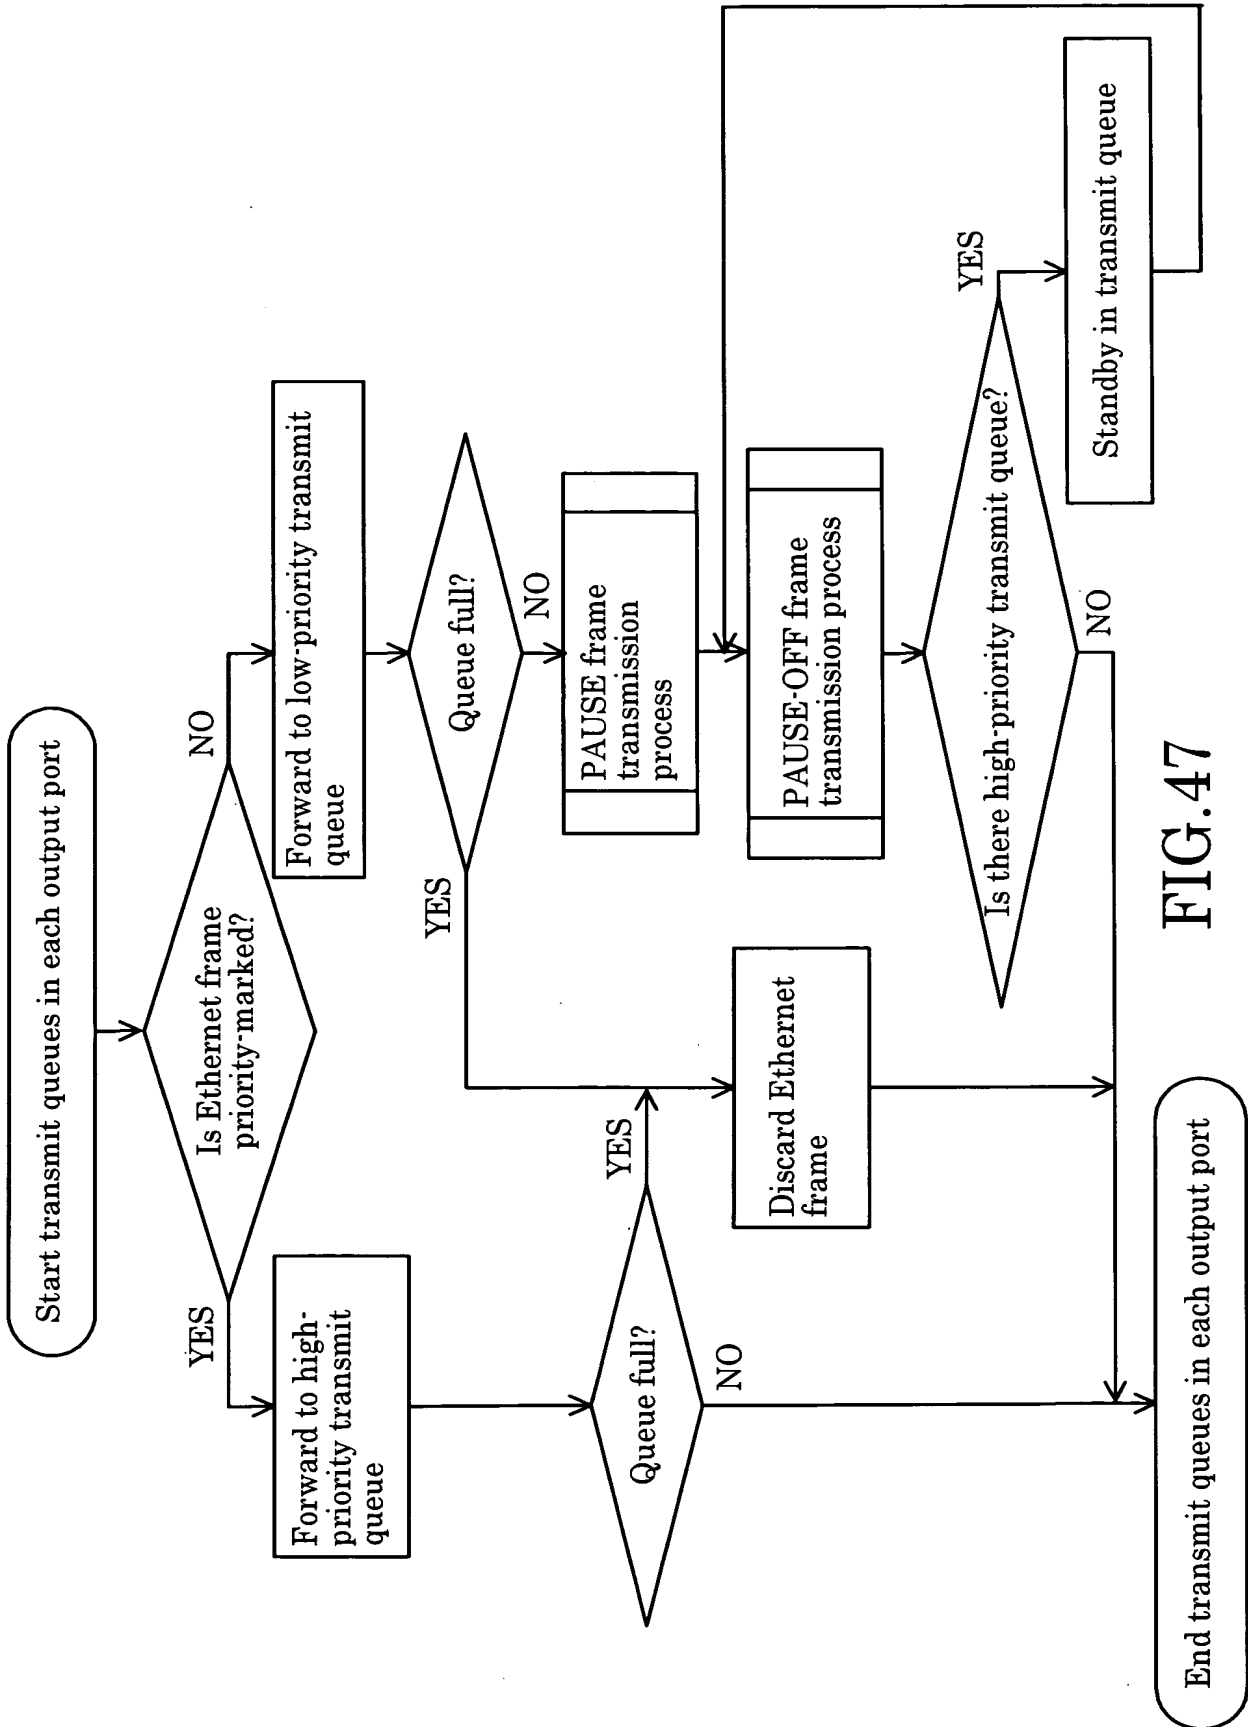 Start transmit queues in each output port
Is Ethernet frame
priority-marked?
YES
NO
Forward to high-
priority transmit
queue
Forward to low-priority transmit
queue
Queue full?
YES
NO
Queue full?
YES
NO
PAUSE frame
transmission
process
Discard Ethernet
frame
PAUSE-OFF frame
transmission process
Is there high-priority transmit queue?
YES
NO
Standby in transmit queue
End transmit queues in each output port
FIG.47